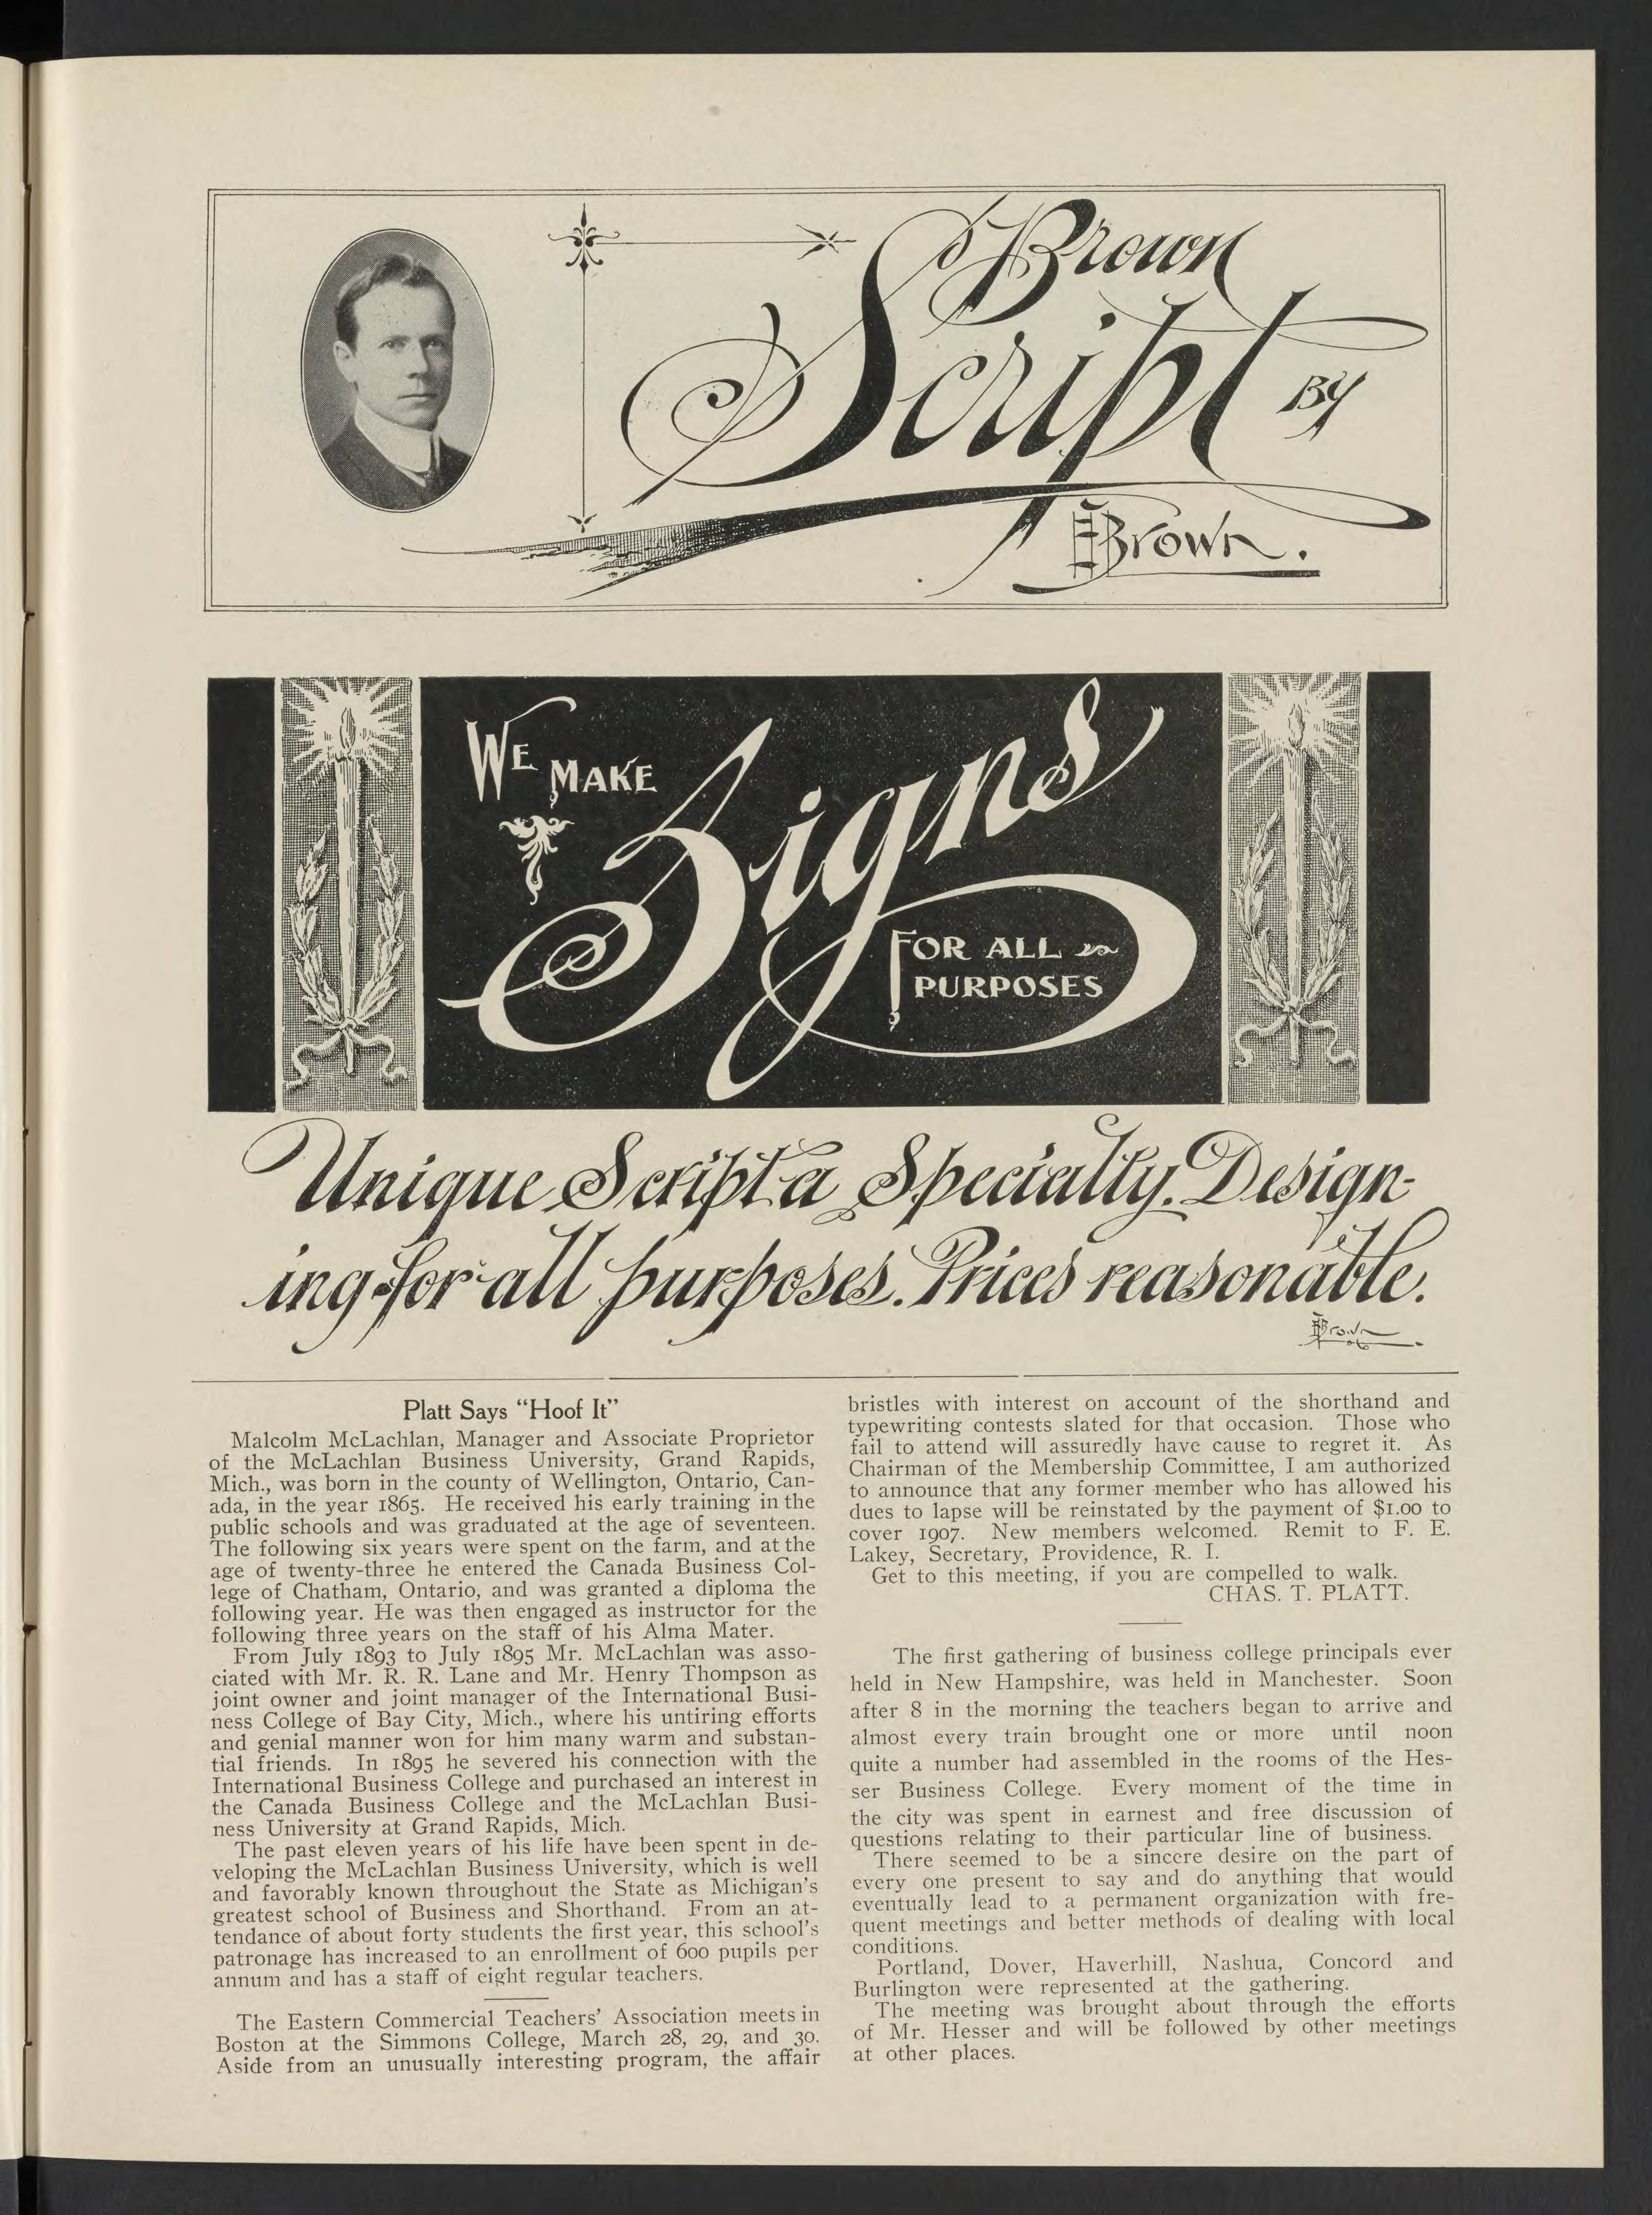 Brown
Script BY
E Brown.
WE MAKE
Signs
FOR ALL
PURPOSES
Unique Script a Specialty. Design-
ing for all purposes. Prices reasonable.
E Brown
Platt Says “Hoof It”
Malcolm McLachlan, Manager and Associate Proprietor
of the McLachlan Business University, Grand Rapids,
Mich., was born in the county of Wellington, Ontario, Can-
ada, in the year 1865. He received his early training in the
public schools and was graduated at the age of seventeen.
The following six years were spent on the farm, and at the
age of twenty-three he entered the Canada Business Col-
lege of Chatham, Ontario, and was granted a diploma the
following year. He was then engaged as instructor for the
following three years on the staff of his Alma Mater.
From July 1893 to July 1895 Mr. McLachlan was asso-
ciated with Mr. R. R. Lane and Mr. Henry Thompson as
joint owner and joint manager of the International Busi-
ness College of Bay City, Mich., where his untiring efforts
and genial manner won for him many warm and substan-
tial friends. In 1895 he severed his connection with the
International Business College and purchased an interest in
the Canada Business College and the McLachlan Busi-
ness University at Grand Rapids, Mich.
The past eleven years of his life have been spent in de-
veloping the McLachlan Business University, which is well
and favorably known throughout the State as Michigan's
greatest school of Business and Shorthand. From an at-
tendance of about forty students the first year, this school's
patronage has increased to an enrollment of 600 pupils per
annum and has a staff of eight regular teachers.
The Eastern Commercial Teachers' Association meets in
Boston at the Simmons College, March 28, 29, and 30.
Aside from an unusually interesting program, the affair
bristles with interest on account of the shorthand and
typewriting contests slated for that occasion. Those who
fail to attend will assuredly have cause to regret it. As
Chairman of the Membership Committee, I am authorized
to announce that any former member who has allowed his
dues to lapse will be reinstated by the payment of $1.00 to
cover 1907. New members welcomed. Remit to F. E.
Lakey, Secretary, Providence, R. I.
Get to this meeting, if you are compelled to walk.
CHAS. T. PLATT.
The first gathering of business college principals ever
held in New Hampshire, was held in Manchester. Soon
after 8 in the morning the teachers began to arrive and
almost every train brought one or more until noon
quite a number had assembled in the rooms of the Hes-
ser Business College. Every moment of the time in
the city was spent in earnest and free discussion of
questions relating to their particular line of business.
There seemed to be a sincere desire on the part of
every one present to say and do anything that would
eventually lead to a permanent organization with fre-
quent meetings and better methods of dealing with local
conditions.
Portland, Dover, Haverhill, Nashua, Concord and
Burlington were represented at the gathering.
The meeting was brought about through the efforts
of Mr. Hesser and will be followed by other meetings
at other places.